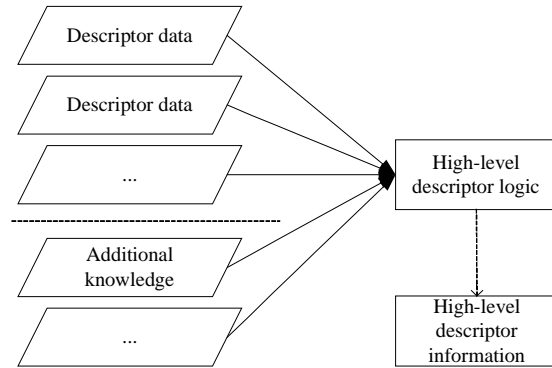 Descriptor data
Descriptor data
...
Additional
knowledge
...
High-level
descriptor logic
High-level
descriptor
information